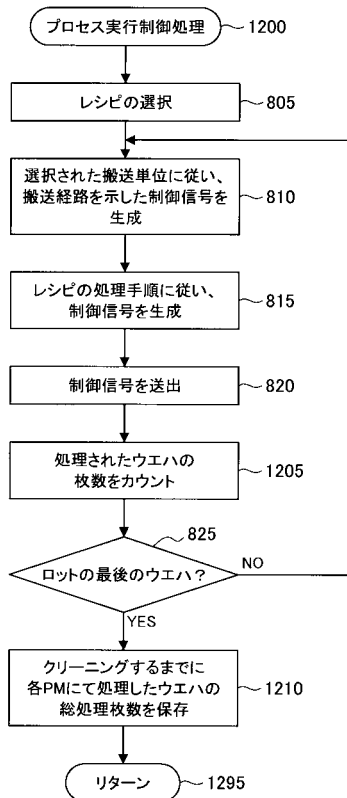 プロセス実行制御処理
1200
レシピの選択
805
選択された搬送単位に従い、
搬送経路を示した制御信号を
生成
810
レシピの処理手順に従い、
制御信号を生成
815
制御信号を送出
820
処理されたウエハの
枚数をカウント
1205
825
ロットの最後のウエハ?
NO
YES
クリーニングするまでに
各PMにて処理したウエハの
総処理枚数を保存
1210
リターン
1295